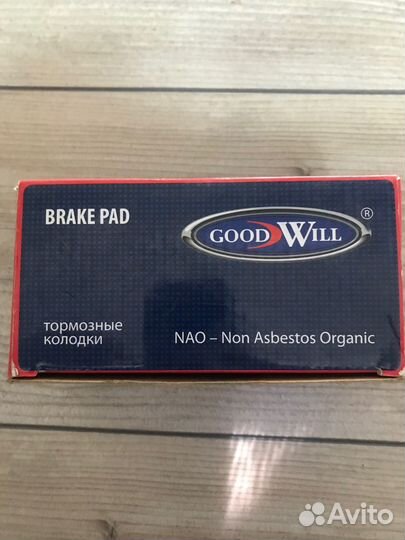 BRAKE PAD
GOODWILL ®
тормозные
колодки
NAO – Non Asbestos Organic
Avito